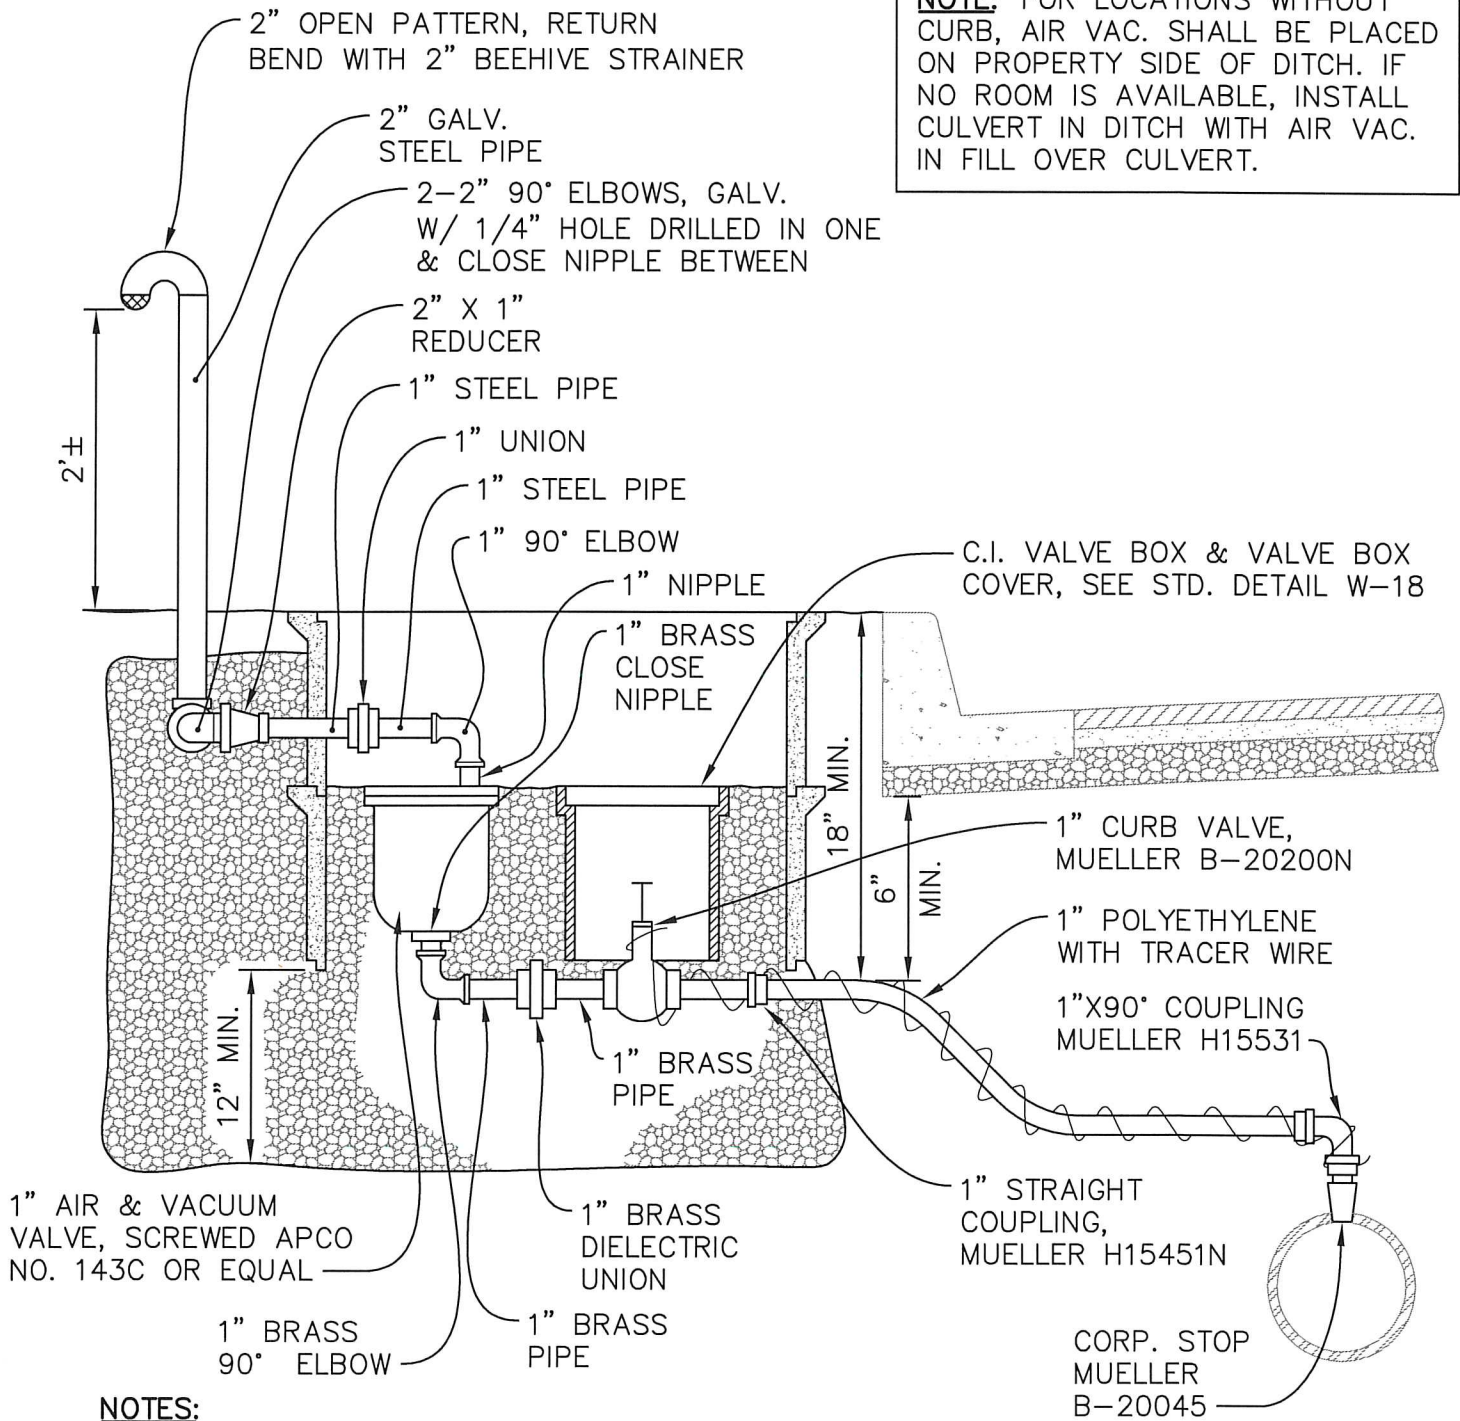 2” OPEN PATTERN, RETURN
BEND WITH 2” BEEHIVE STRAINER
NOTE: FOR LOCATIONS WITHOUT
CURB, AIR VAC. SHALL BE PLACED
ON PROPERTY SIDE OF DITCH. IF
NO ROOM IS AVAILABLE, INSTALL
CULVERT IN DITCH WITH AIR VAC.
IN FILL OVER CULVERT.
2” GALV.
STEEL PIPE
2–2” 90° ELBOWS, GALV.
W/ 1/4” HOLE DRILLED IN ONE
& CLOSE NIPPLE BETWEEN
2” X 1”
REDUCER
1” STEEL PIPE
1” UNION
1” STEEL PIPE
1” 90° ELBOW
1” NIPPLE
1” BRASS
CLOSE
NIPPLE
2'±
C.I. VALVE BOX & VALVE BOX
COVER, SEE STD. DETAIL W–18
18” MIN.
6”
MIN.
1” CURB VALVE,
MUELLER B–20200N
1” POLYETHYLENE
WITH TRACER WIRE
1”X90° COUPLING
MUELLER H15531
12” MIN.
1” BRASS
PIPE
1” AIR & VACUUM
VALVE, SCREWED APCO
NO. 143C OR EQUAL
1” BRASS
DIELECTRIC
UNION
1” STRAIGHT
COUPLING,
MUELLER H15451N
1” BRASS
90° ELBOW
1” BRASS
PIPE
CORP. STOP
MUELLER
B–20045
NOTES: